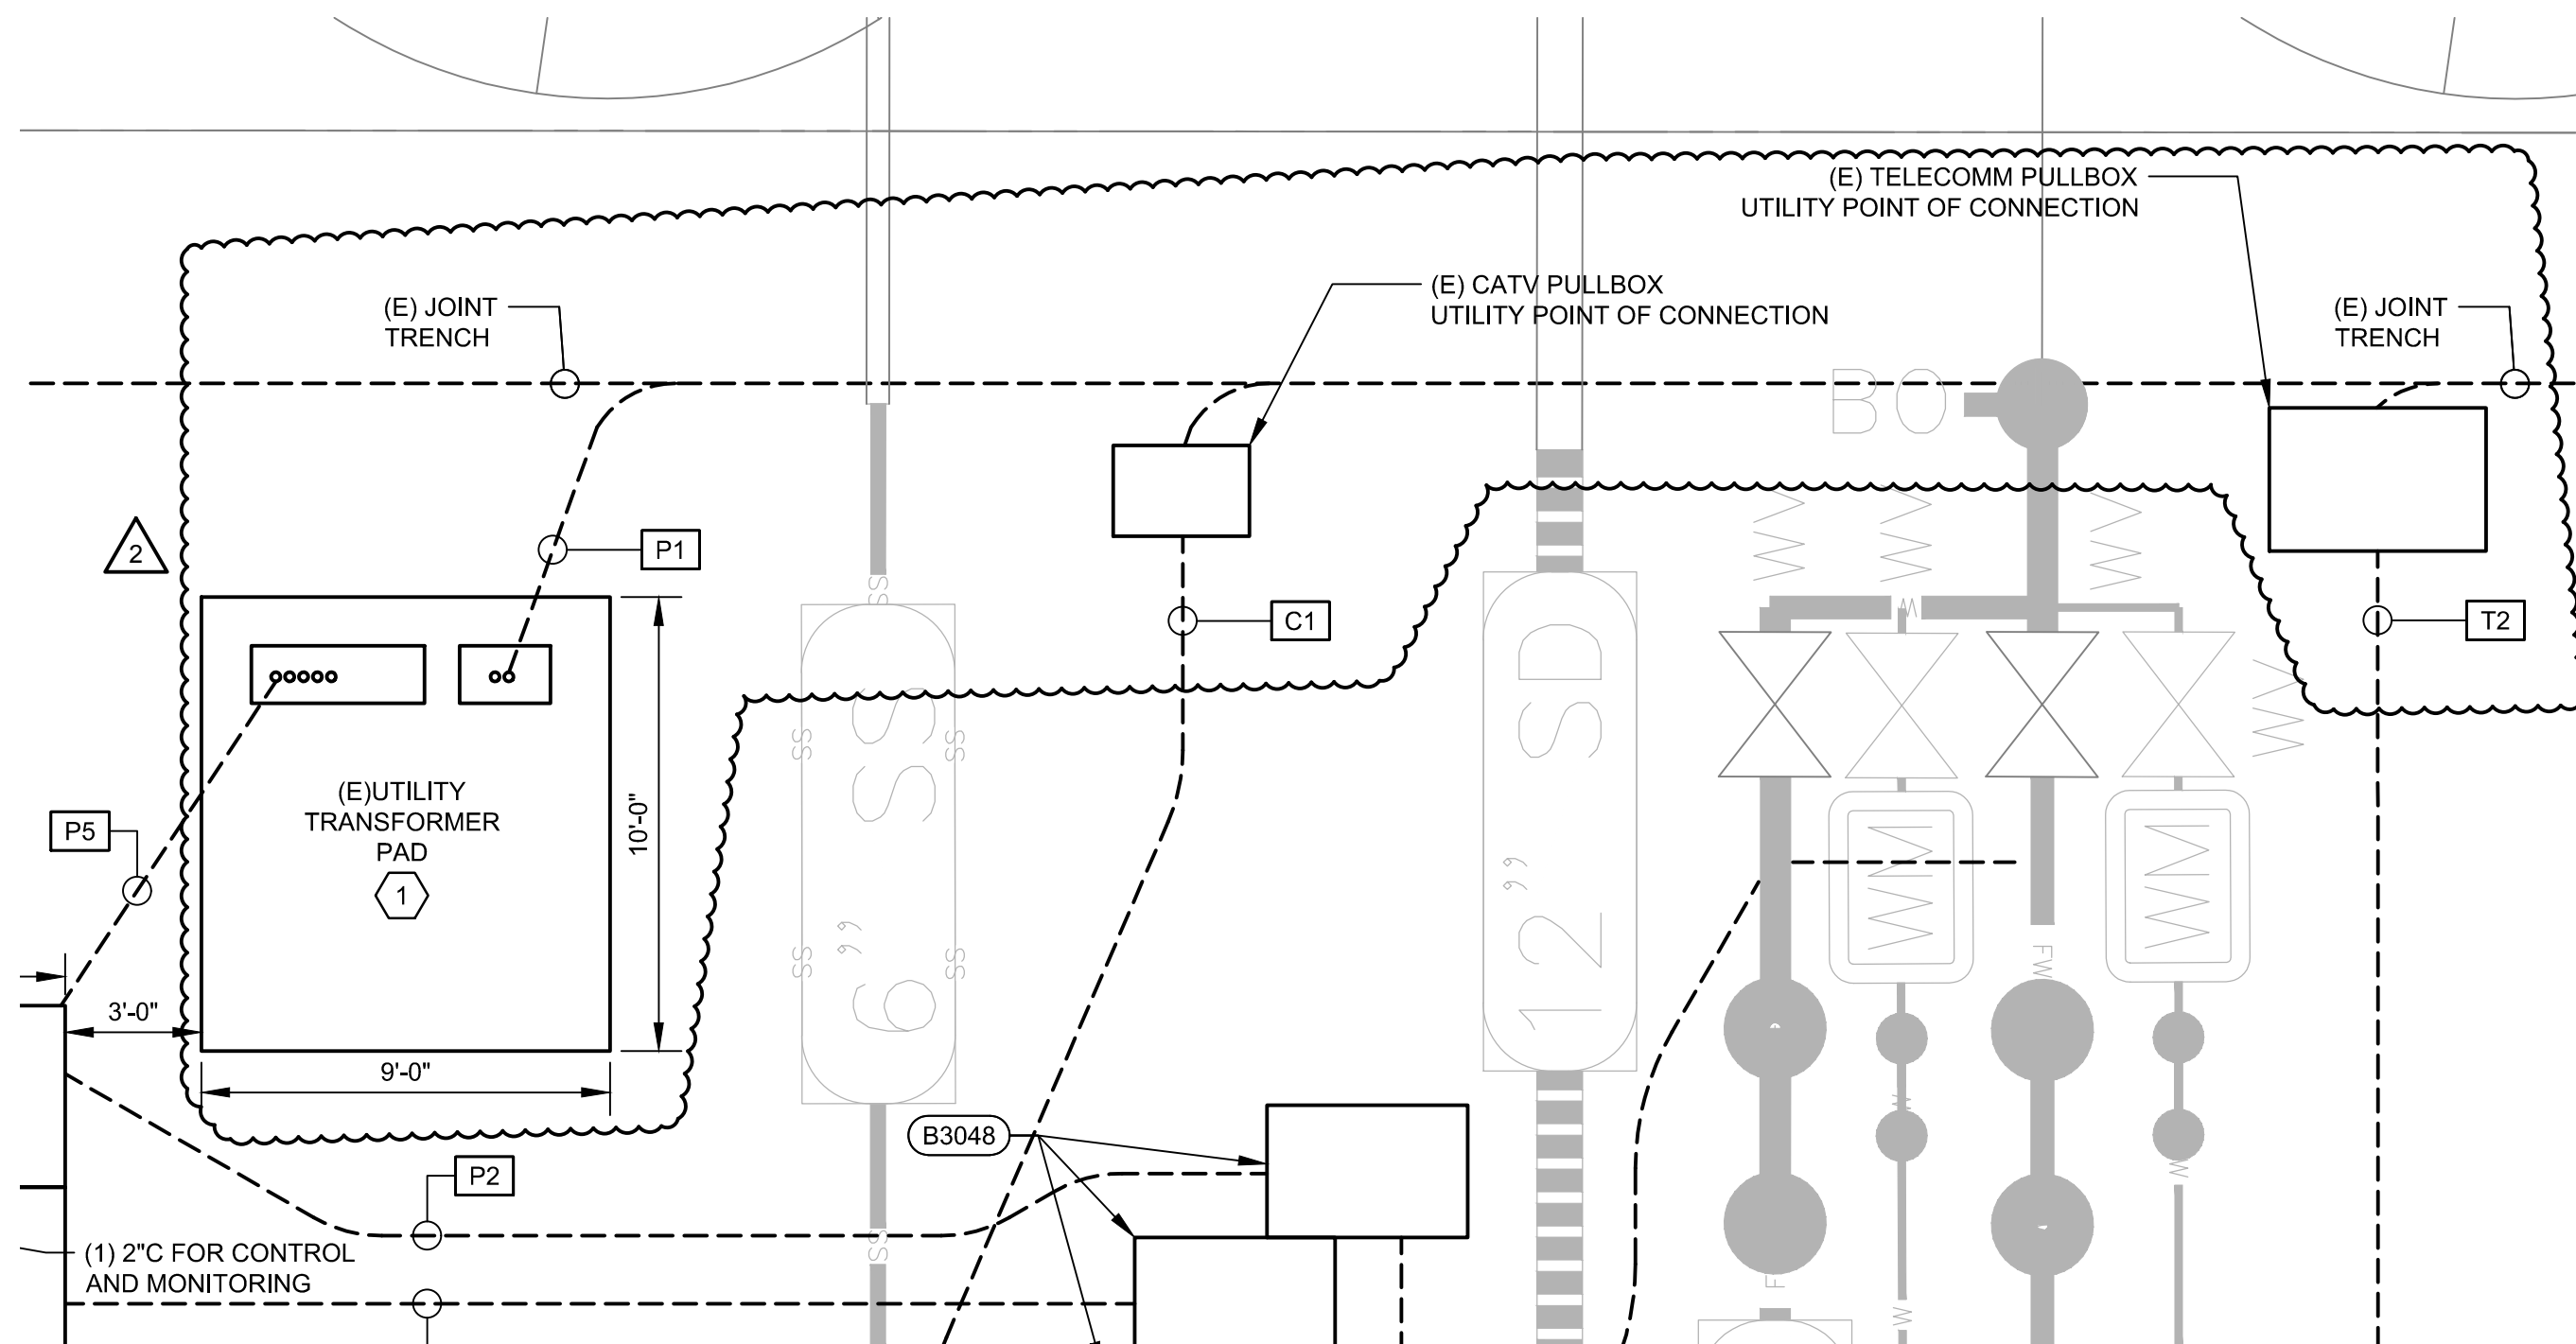 (E) TELECOMM PULLBOX
UTILITY POINT OF CONNECTION
(E) CATV PULLBOX
UTILITY POINT OF CONNECTION
(E) JOINT
TRENCH
(E) JOINT
TRENCH
BO
2
P1
C1
T2
SS
W
(E)UTILITY
TRANSFORMER
PAD
1
10'-0"
P5
6'' SS
SS
SS
SS
SS
12'' SD
WM
WM
FW
3'-0"
9'-0"
B3048
P2
W
W
SS
(1) 2"C FOR CONTROL
AND MONITORING
F
W